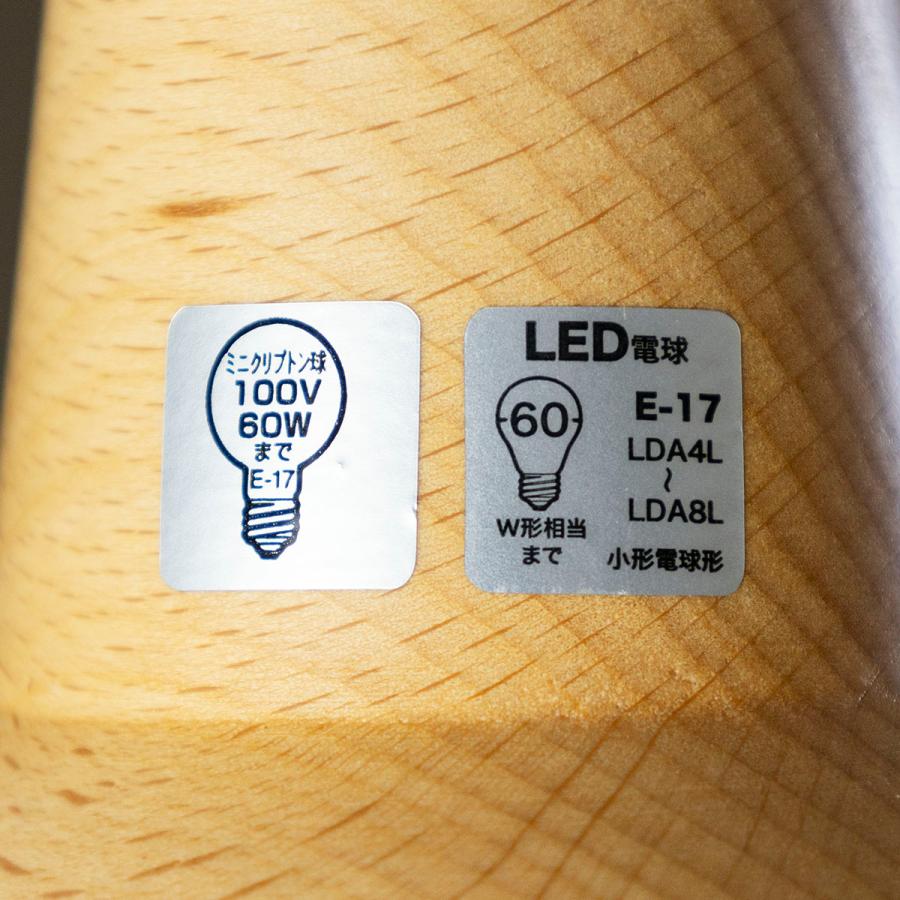 ミニクリプトン球
100V
60W
まで
E-17
LED電球
60
W形相当
まで
E-17
LDA4L
〜
LDA8L
小形電球形